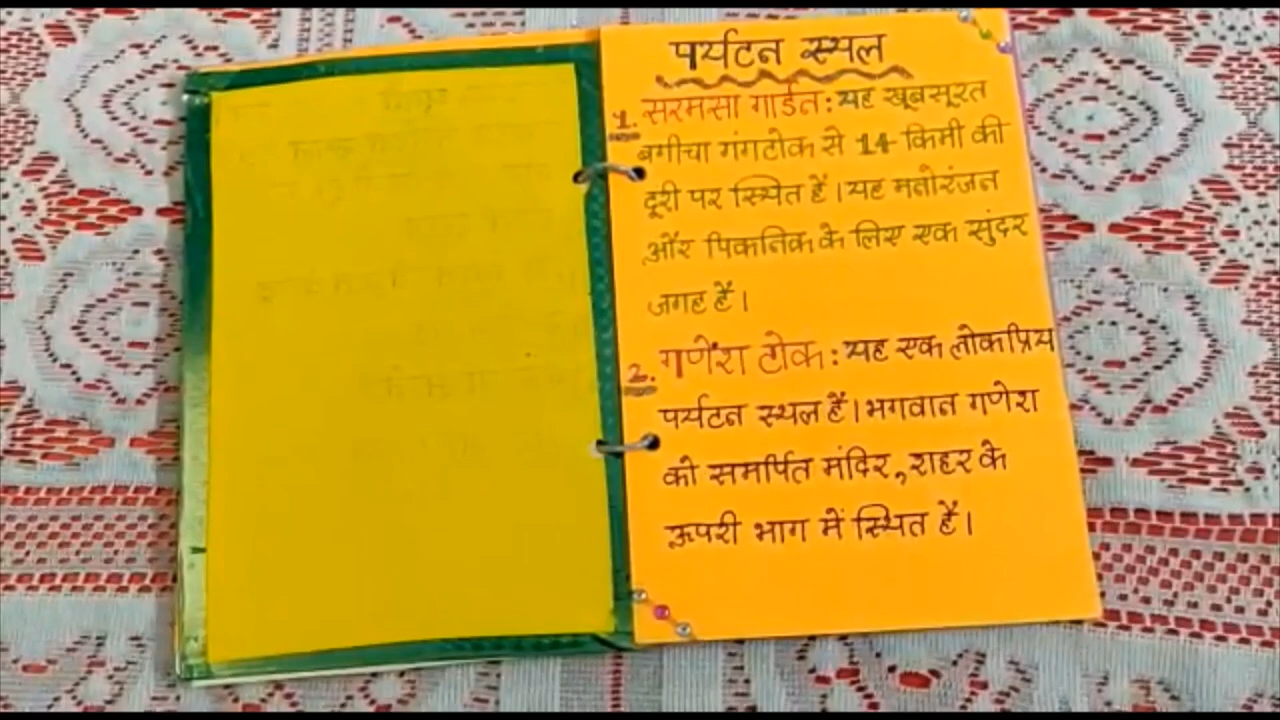 पर्यटन स्थल
1. सरमसा गार्डन: यह खूबसूरत
बगीचा गंगटोक से 14 किमी की
दूरी पर स्थित है। यह मनोरंजन
और पिकनिक के लिए एक सुंदर
जगह है।
2. गणेश टोक: यह एक लोकप्रिय
पर्यटन स्थल है। भगवान गणेश
को समर्पित मंदिर, शहर के
ऊपरी भाग में स्थित है।